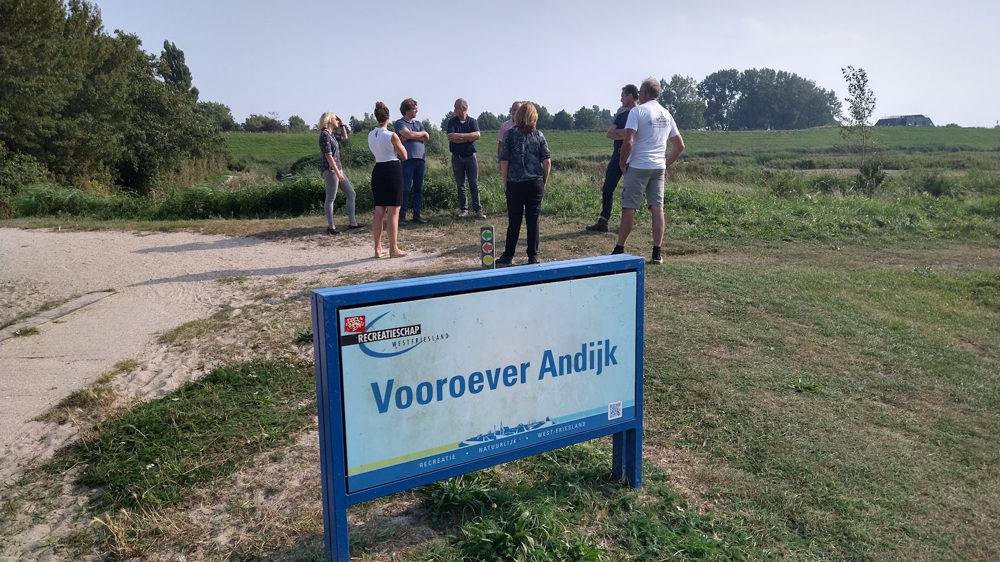 RECREATIESCHAP
WESTFRIESLAND
Vooroever Andijk
RECREATIE • NATUURLIJK • WEST-FRIESLAND